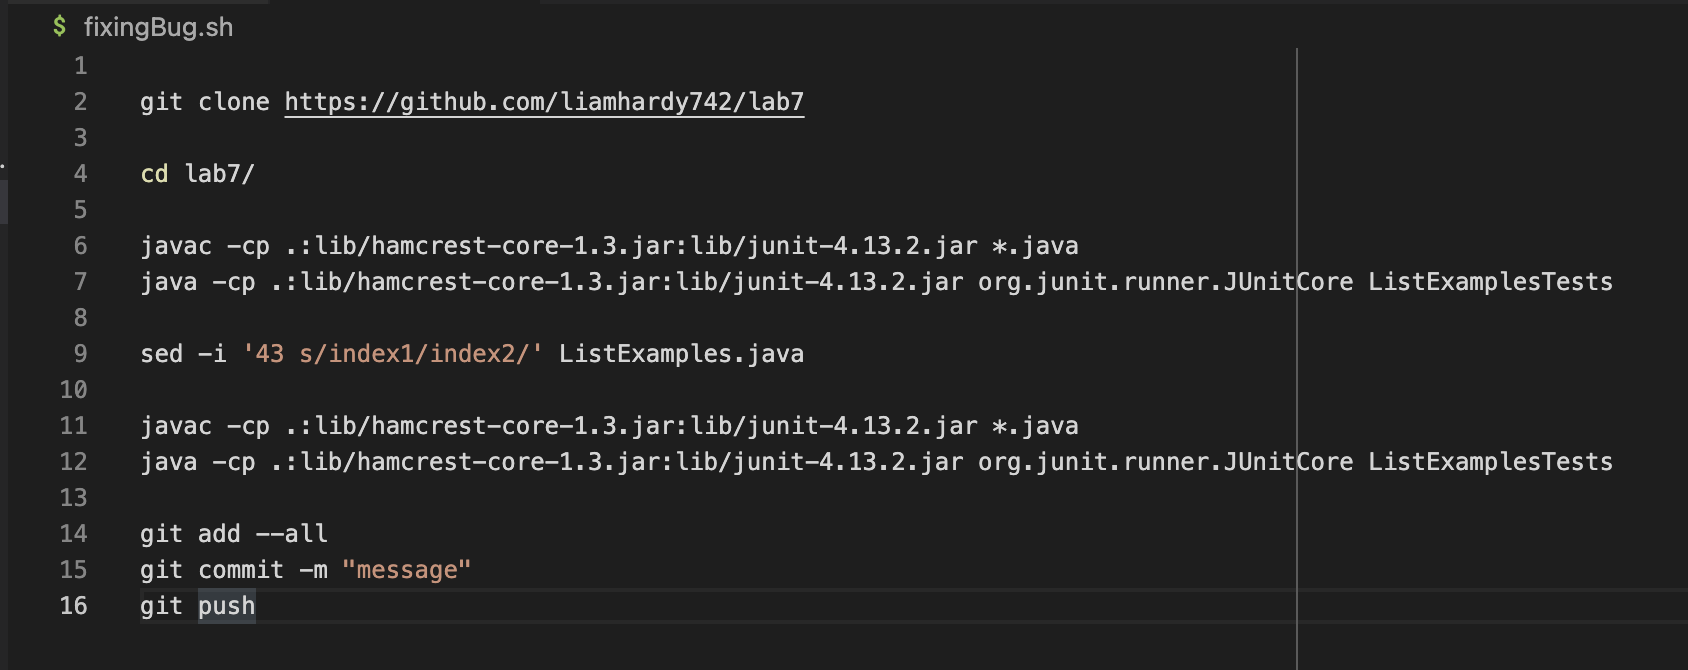 $ fixingBug.sh
1
2 git clone https://github.com/liamhardy742/lab7
3
4 cd lab7/
5
6 javac -cp .:lib/hamcrest-core-1.3.jar:lib/junit-4.13.2.jar *.java
7 java -cp .:lib/hamcrest-core-1.3.jar:lib/junit-4.13.2.jar org.junit.runner.JUnitCore ListExamplesTests
8
9 sed -i '43 s/index1/index2/' ListExamples.java
10
11 javac -cp .:lib/hamcrest-core-1.3.jar:lib/junit-4.13.2.jar *.java
12 java -cp .:lib/hamcrest-core-1.3.jar:lib/junit-4.13.2.jar org.junit.runner.JUnitCore ListExamplesTests
13
14 git add --all
15 git commit -m "message"
16 git push